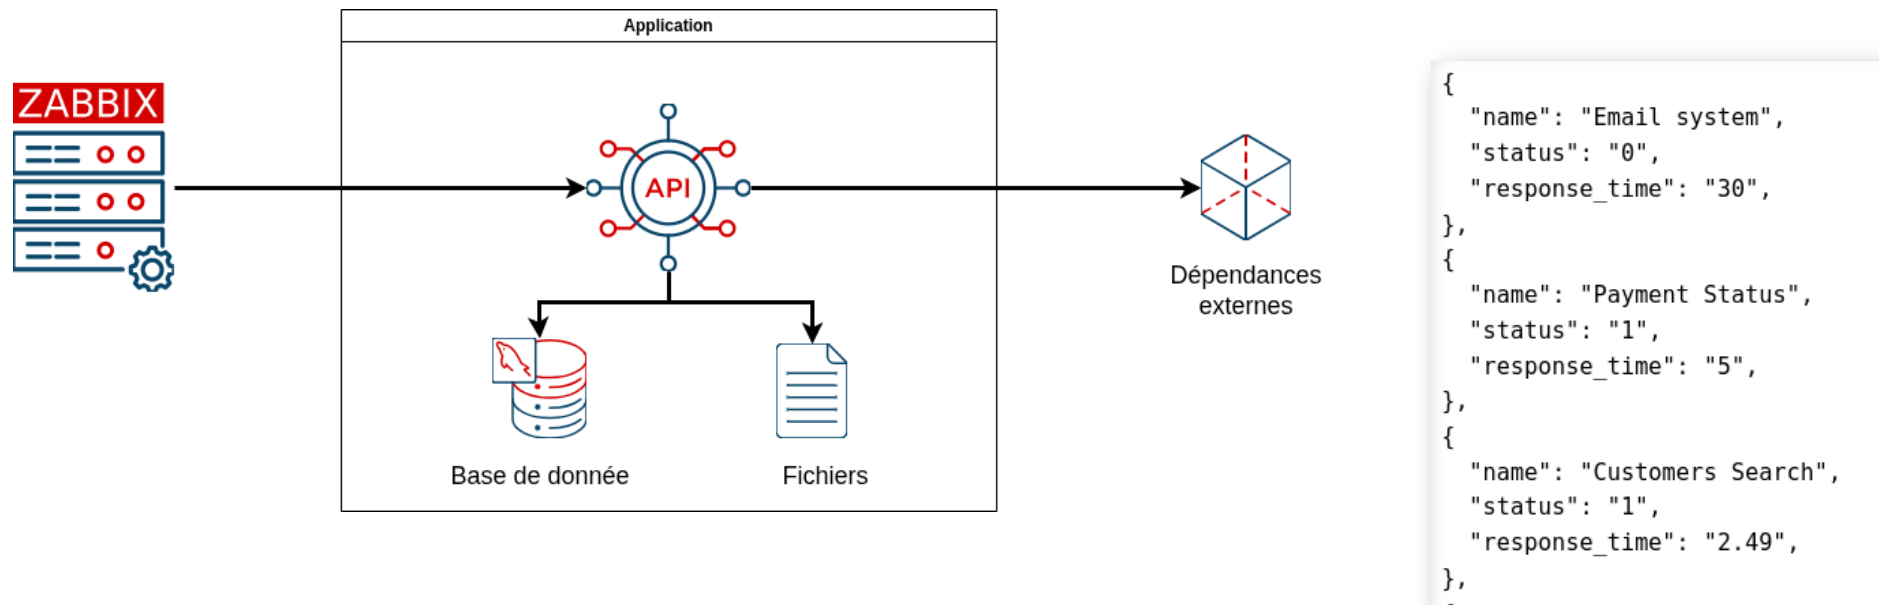 Application
ZABBIX
API
Base de donnée
Fichiers
Dépendances
externes
{
"name": "Email system",
"status": "0",
"response_time": "30",
},
{
"name": "Payment Status",
"status": "1",
"response_time": "5",
},
{
"name": "Customers Search",
"status": "1",
"response_time": "2.49",
},